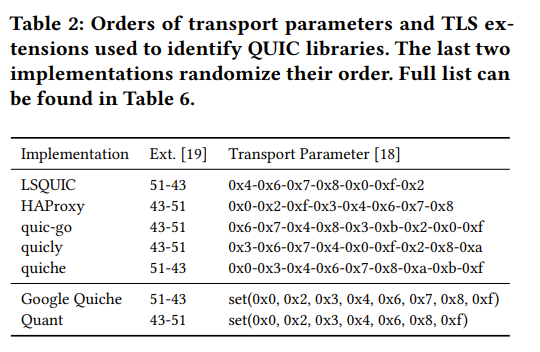 Table 2: Orders of transport parameters and TLS ex-
tensions used to identify QUIC libraries. The last two
implementations randomize their order. Full list can
be found in Table 6.
Implementation Ext. [19] Transport Parameter [18]
LSQUIC 51-43 0x4-0x6-0x7-0x8-0x0-0xf-0x2
HAProxy 43-51 0x0-0x2-0xf-0x3-0x4-0x6-0x7-0x8
quic-go 43-51 0x6-0x7-0x4-0x8-0x3-0xb-0x2-0x0-0xf
quicly 43-51 0x3-0x6-0x7-0x4-0x0-0xf-0x2-0x8-0xa
quiche 51-43 0x0-0x3-0x4-0x6-0x7-0x8-0xa-0xb-0xf
Google Quiche 51-43 set(0x0, 0x2, 0x3, 0x4, 0x6, 0x7, 0x8, 0xf)
Quant 43-51 set(0x0, 0x2, 0x3, 0x4, 0x6, 0x8, 0xf)